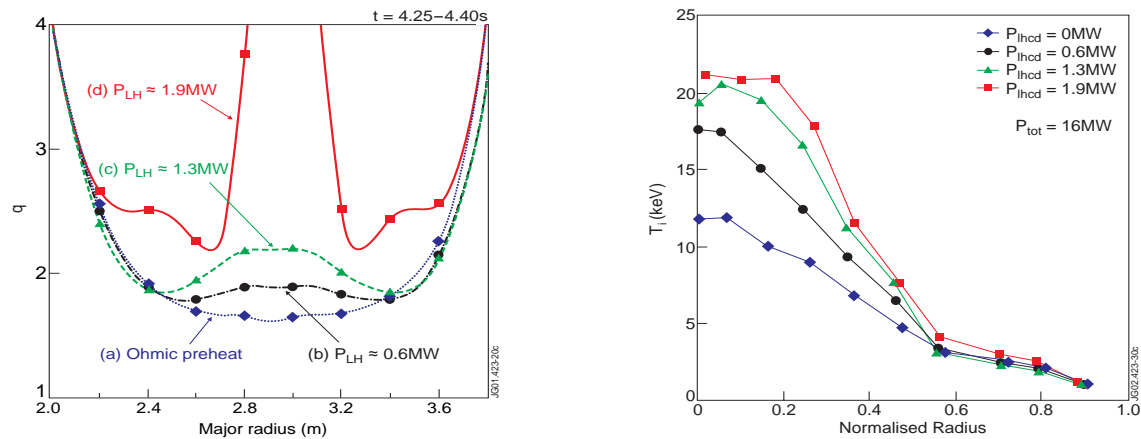 t = 4.25−4.40s
4
3
2
1
q
(d) P_LH ≈ 1.9MW
(c) P_LH ≈ 1.3MW
(a) Ohmic preheat
(b) P_LH ≈ 0.6MW
2.0 2.4 2.8 3.2 3.6
Major radius (m)
JG01.423-20c
25
20
15
10
5
0
T_i (keV)
P_lhcd = 0MW
P_lhcd = 0.6MW
P_lhcd = 1.3MW
P_lhcd = 1.9MW
P_tot = 16MW
0 0.2 0.4 0.6 0.8 1.0
Normalised Radius
JG02.423-30c